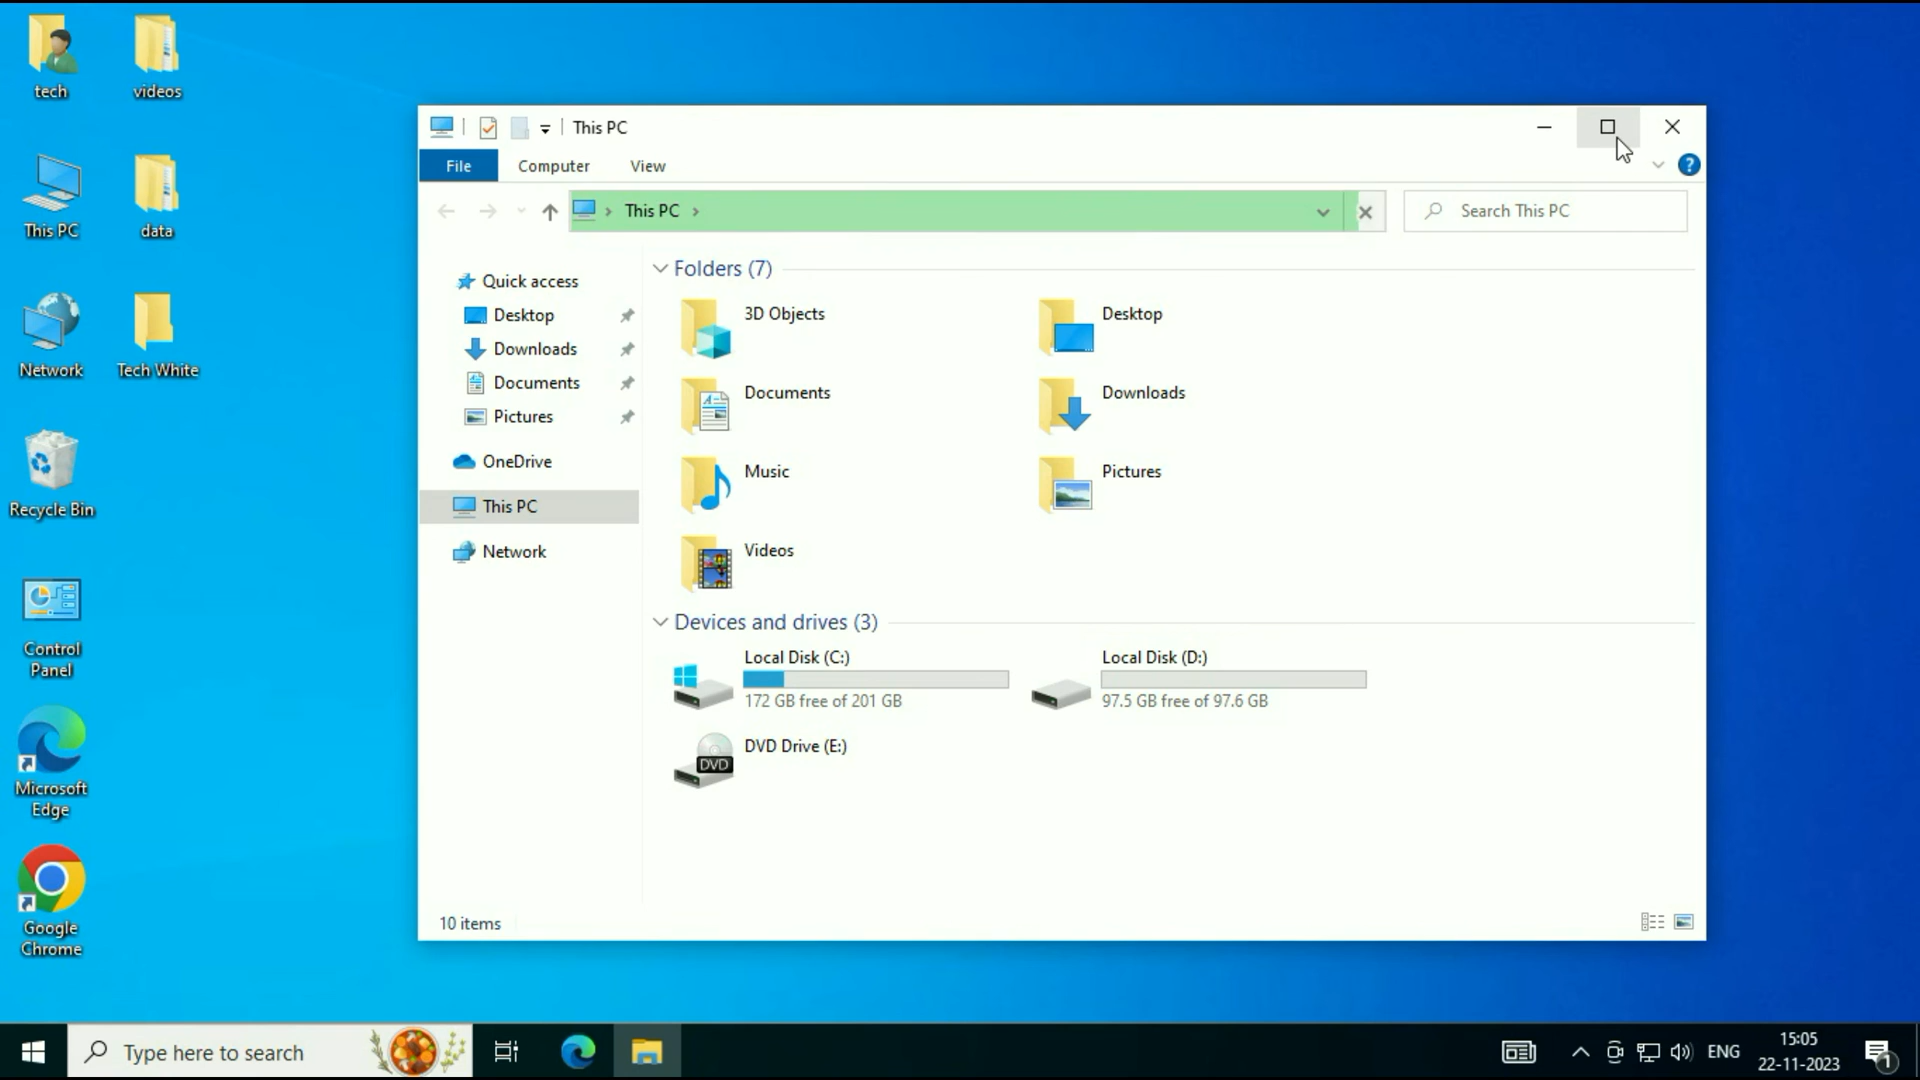 tech
videos
This PC
data
Network
Tech White
Recycle Bin
Control
Panel
Microsoft
Edge
Google
Chrome
This PC
File
Computer
View
?
This PC
Search This PC
Quick access
Desktop
Downloads
Documents
Pictures
OneDrive
This PC
Network
Folders (7)
3D Objects
Desktop
Documents
Downloads
Music
Pictures
Videos
Devices and drives (3)
Local Disk (C:)
172 GB free of 201 GB
Local Disk (D:)
97.5 GB free of 97.6 GB
DVD
DVD Drive (E:)
10 items
Type here to search
ENG
15:05
22-11-2023
1